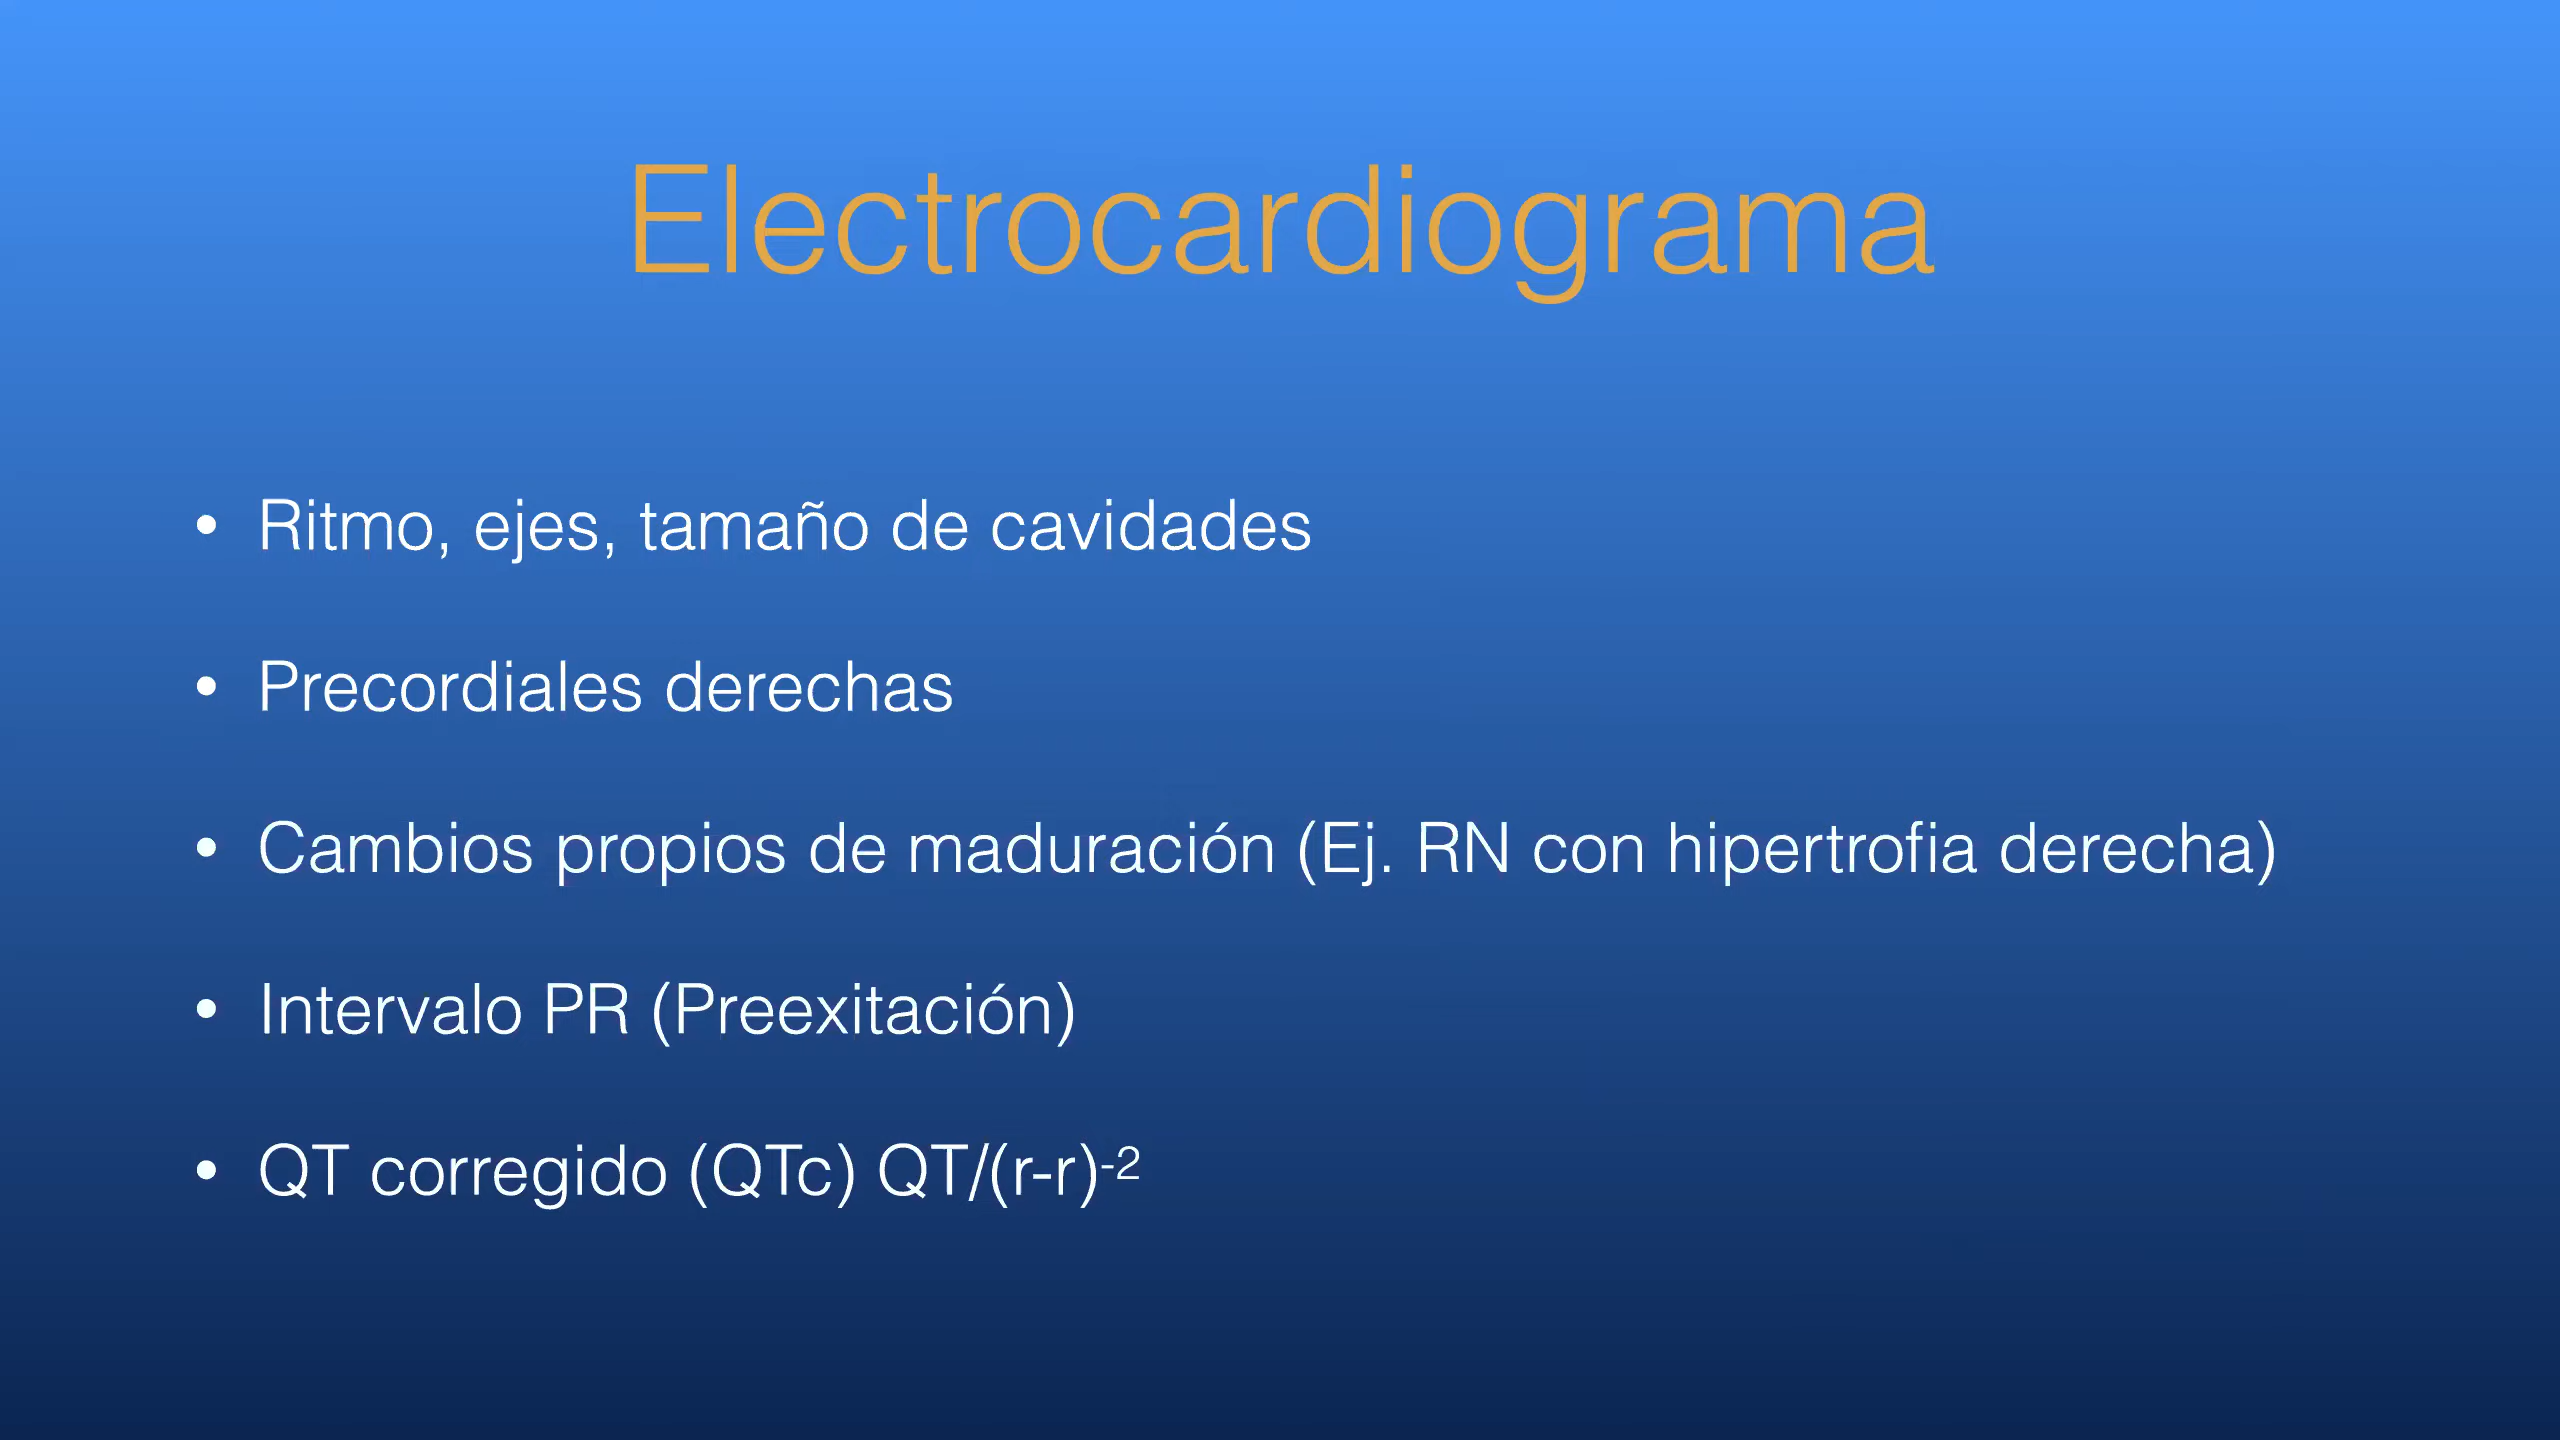 Electrocardiograma
• Ritmo, ejes, tamaño de cavidades
• Precordiales derechas
• Cambios propios de maduración (Ej. RN con hipertrofia derecha)
• Intervalo PR (Preexitación)
• QT corregido (QTc) QT/(r-r)-2